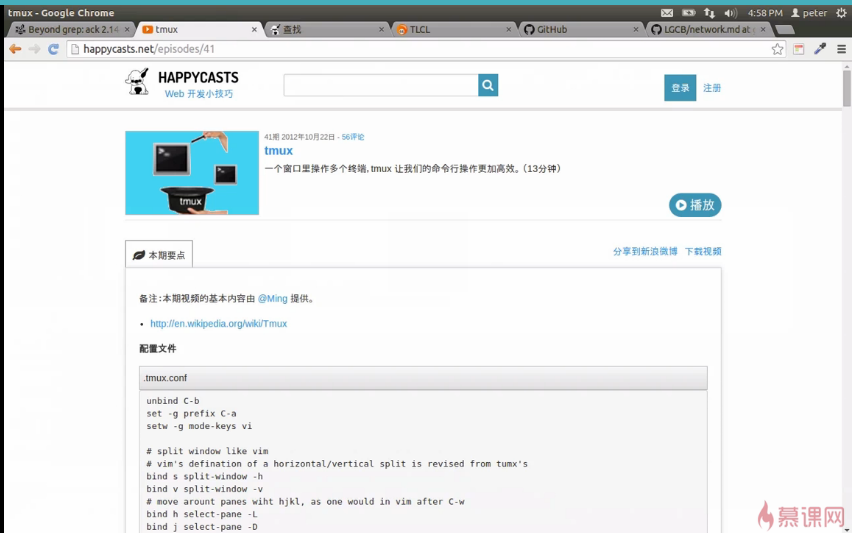 tmux - Google Chrome
4:58 PM peter
Beyond grep: ack 2.14
tmux
查找
TLCL
GitHub
LGCB/network.md at
happycasts.net/episodes/41
HAPPYCASTS
Web 开发小技巧
登录
注册
41期 2012年10月22日 - 56评论
tmux
一个窗口里操作多个终端, tmux 让我们的命令行操作更加高效。(13分钟)
tmux
播放
本期要点
分享到新浪微博 下载视频
备注:本期视频的基本内容由 @Ming 提供。
http://en.wikipedia.org/wiki/Tmux
配置文件
.tmux.conf
unbind C-b
set -g prefix C-a
setw -g mode-keys vi
# split window like vim
# vim's defination of a horizontal/vertical split is revised from tumx's
bind s split-window -h
bind v split-window -v
# move arount panes wiht hjkl, as one would in vim after C-w
bind h select-pane -L
bind j select-pane -D
慕课网